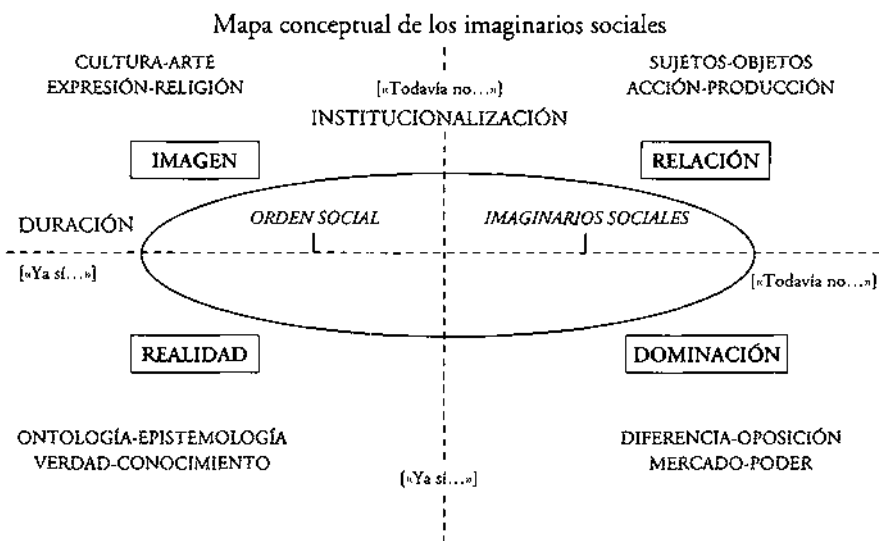 Mapa conceptual de los imaginarios sociales
CULTURA-ARTE
EXPRESIÓN-RELIGIÓN
[«Todavía no...»]
INSTITUCIONALIZACIÓN
SUJETOS-OBJETOS
ACCIÓN-PRODUCCIÓN
IMAGEN
RELACIÓN
DURACIÓN
ORDEN SOCIAL
IMAGINARIOS SOCIALES
[«Ya sí...»]
[«Todavía no...»]
REALIDAD
DOMINACIÓN
ONTOLOGÍA-EPISTEMOLOGÍA
VERDAD-CONOCIMIENTO
DIFERENCIA-OPOSICIÓN
MERCADO-PODER
[«Ya sí...»]